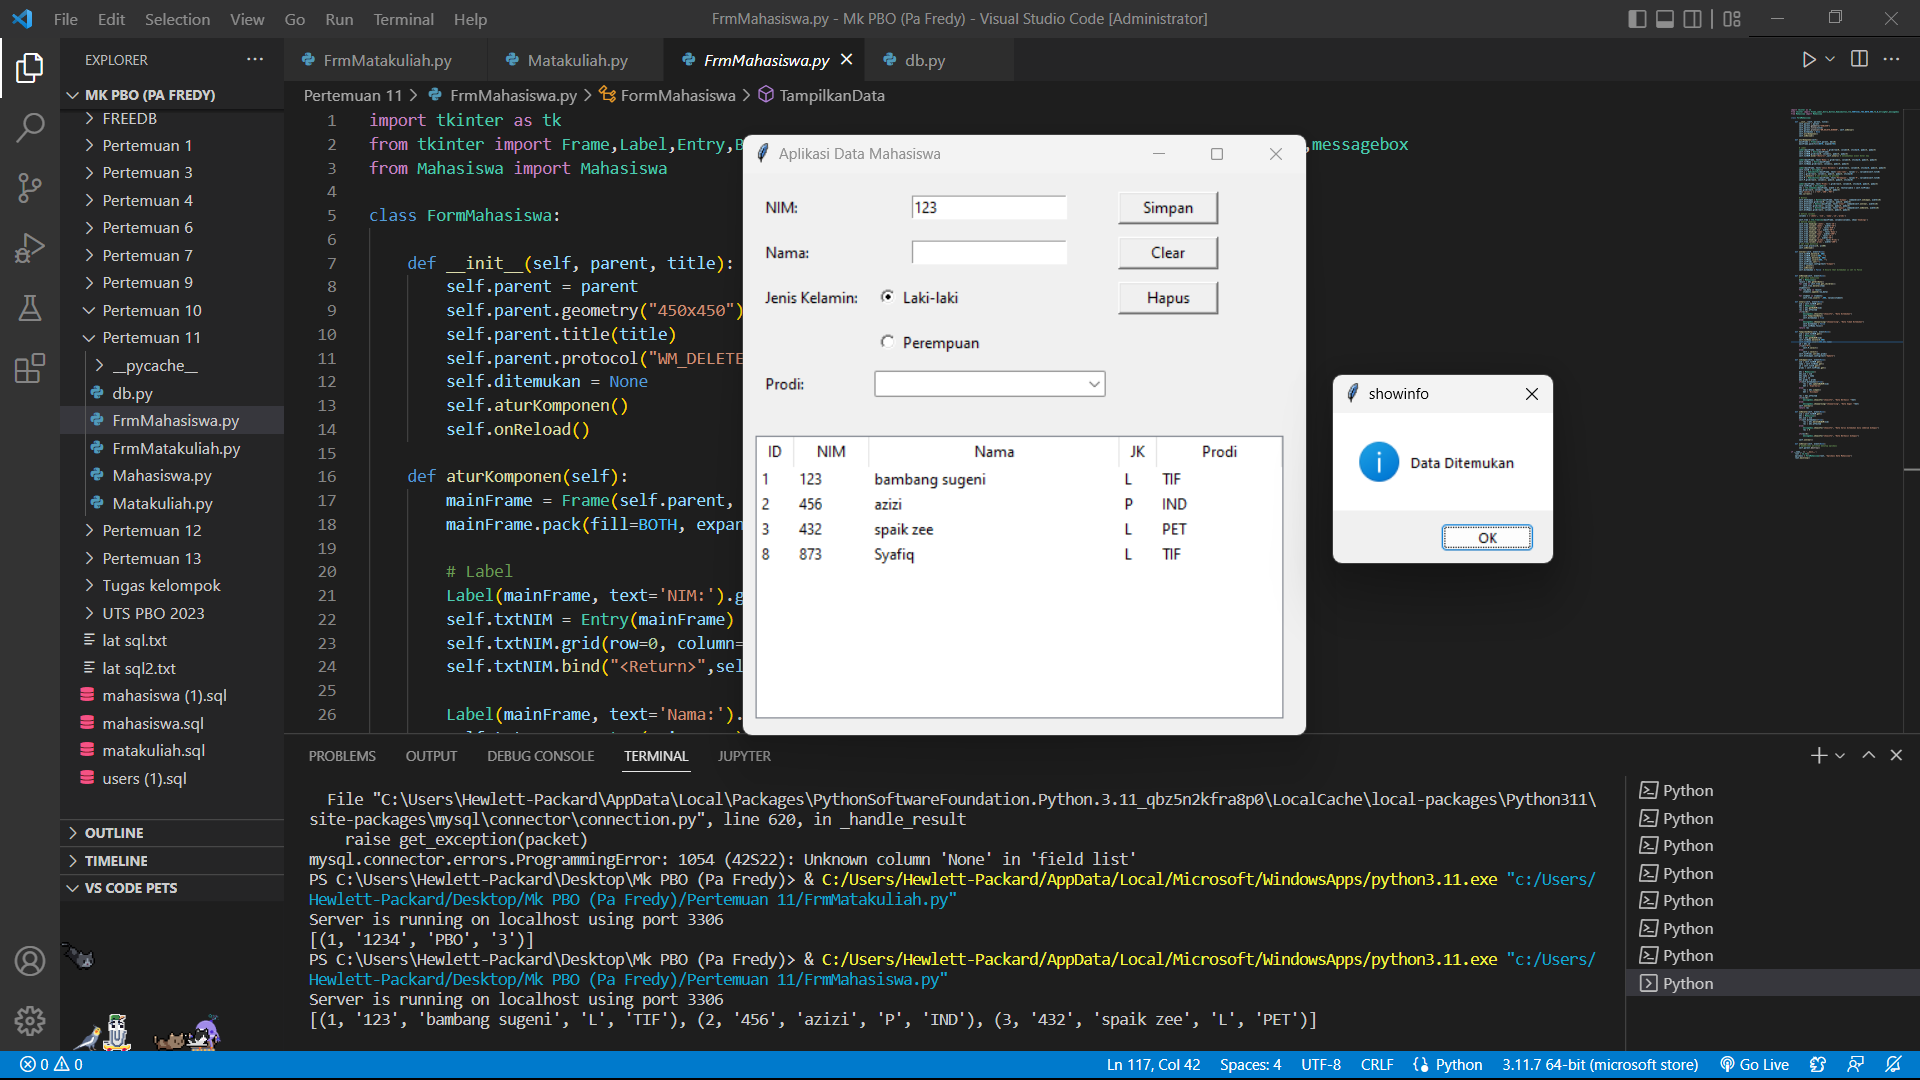 File Edit Selection View Go Run Terminal Help
FrmMahasiswa.py - Mk PBO (Pa Fredy) - Visual Studio Code [Administrator]
EXPLORER
MK PBO (PA FREDY)
FREEDB
Pertemuan 1
Pertemuan 3
Pertemuan 4
Pertemuan 6
Pertemuan 7
Pertemuan 9
Pertemuan 10
Pertemuan 11
__pycache__
db.py
FrmMahasiswa.py
FrmMatakuliah.py
Mahasiswa.py
Matakuliah.py
Pertemuan 12
Pertemuan 13
Tugas kelompok
UTS PBO 2023
lat sql.txt
lat sql2.txt
mahasiswa (1).sql
mahasiswa.sql
matakuliah.sql
users (1).sql
OUTLINE
TIMELINE
VS CODE PETS
FrmMatakuliah.py Matakuliah.py FrmMahasiswa.py db.py
Pertemuan 11 > FrmMahasiswa.py > FormMahasiswa > TampilkanData
1 import tkinter as tk
2 from tkinter import Frame,Label,Entry,B ,messagebox
3 from Mahasiswa import Mahasiswa
4
5 class FormMahasiswa:
6
7 def __init__(self, parent, title):
8 self.parent = parent
9 self.parent.geometry("450x450")
10 self.parent.title(title)
11 self.parent.protocol("WM_DELETE
12 self.ditemukan = None
13 self.aturKomponen()
14 self.onReload()
15
16 def aturKomponen(self):
17 mainFrame = Frame(self.parent,
18 mainFrame.pack(fill=BOTH, expan
19
20 # Label
21 Label(mainFrame, text='NIM:').g
22 self.txtNIM = Entry(mainFrame)
23 self.txtNIM.grid(row=0, column=
24 self.txtNIM.bind("<Return>",sel
25
26 Label(mainFrame, text='Nama:').
Aplikasi Data Mahasiswa
NIM: 123 Simpan
Nama: Clear
Jenis Kelamin: Laki-laki Hapus
Perempuan
Prodi:
ID NIM Nama JK Prodi
1 123 bambang sugeni L TIF
2 456 azizi P IND
3 432 spaik zee L PET
8 873 Syafiq L TIF
showinfo
Data Ditemukan
OK
PROBLEMS OUTPUT DEBUG CONSOLE TERMINAL JUPYTER
File "C:\Users\Hewlett-Packard\AppData\Local\Packages\PythonSoftwareFoundation.Python.3.11_qbz5n2kfra8p0\LocalCache\local-packages\Python311\
site-packages\mysql\connector\connection.py", line 620, in _handle_result
raise get_exception(packet)
mysql.connector.errors.ProgrammingError: 1054 (42S22): Unknown column 'None' in 'field list'
PS C:\Users\Hewlett-Packard\Desktop\Mk PBO (Pa Fredy)> & C:/Users/Hewlett-Packard/AppData/Local/Microsoft/WindowsApps/python3.11.exe "c:/Users/
Hewlett-Packard/Desktop/Mk PBO (Pa Fredy)/Pertemuan 11/FrmMatakuliah.py"
Server is running on localhost using port 3306
[(1, '1234', 'PBO', '3')]
PS C:\Users\Hewlett-Packard\Desktop\Mk PBO (Pa Fredy)> & C:/Users/Hewlett-Packard/AppData/Local/Microsoft/WindowsApps/python3.11.exe "c:/Users/
Hewlett-Packard/Desktop/Mk PBO (Pa Fredy)/Pertemuan 11/FrmMahasiswa.py"
Server is running on localhost using port 3306
[(1, '123', 'bambang sugeni', 'L', 'TIF'), (2, '456', 'azizi', 'P', 'IND'), (3, '432', 'spaik zee', 'L', 'PET')]
Python
Python
Python
Python
Python
Python
Python
Python
0 0 Ln 117, Col 42 Spaces: 4 UTF-8 CRLF Python 3.11.7 64-bit (microsoft store) Go Live